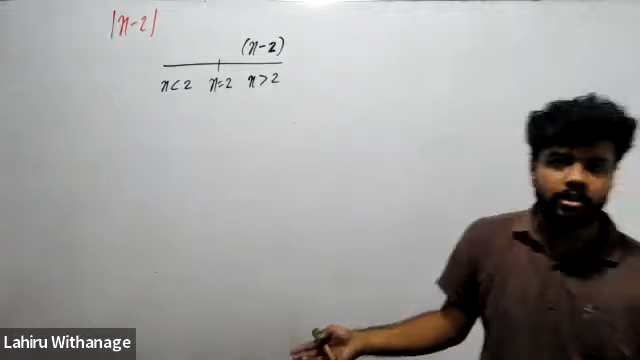 |x-2|
(x-2)
x<2 x=2 x>2
Lahiru Withanage